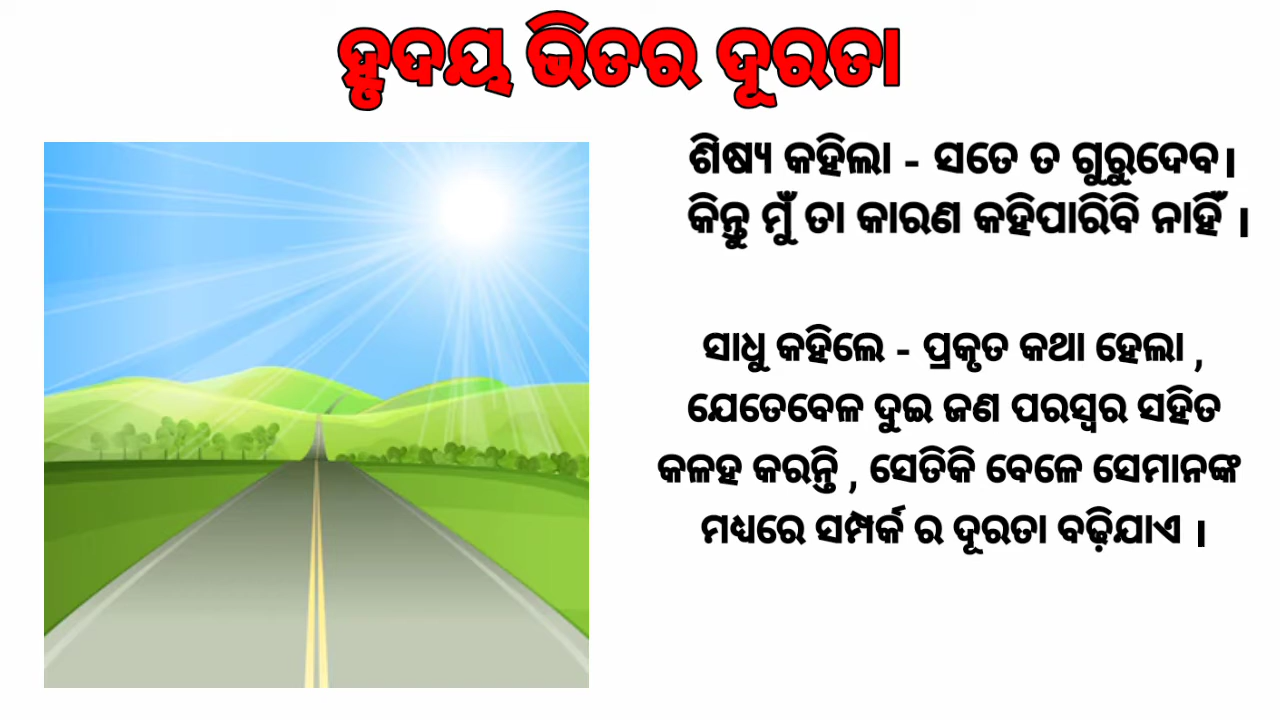 ହୃଦୟ ଭିତର ଦୂରତା
ଶିଷ୍ୟ କହିଲା - ସତେ ତ ଗୁରୁଦେବ।
କିନ୍ତୁ ମୁଁ ତା କାରଣ କହିପାରିବି ନାହିଁ ।
ସାଧୁ କହିଲେ - ପ୍ରକୃତ କଥା ହେଲା ,
ଯେତେବେଳ ଦୁଇ ଜଣ ପରସ୍ବର ସହିତ
କଳହ କରନ୍ତି , ସେତିକି ବେଳେ ସେମାନଙ୍କ
ମଧ୍ୟରେ ସମ୍ପର୍କ ର ଦୂରତା ବଢ଼ିଯାଏ ।